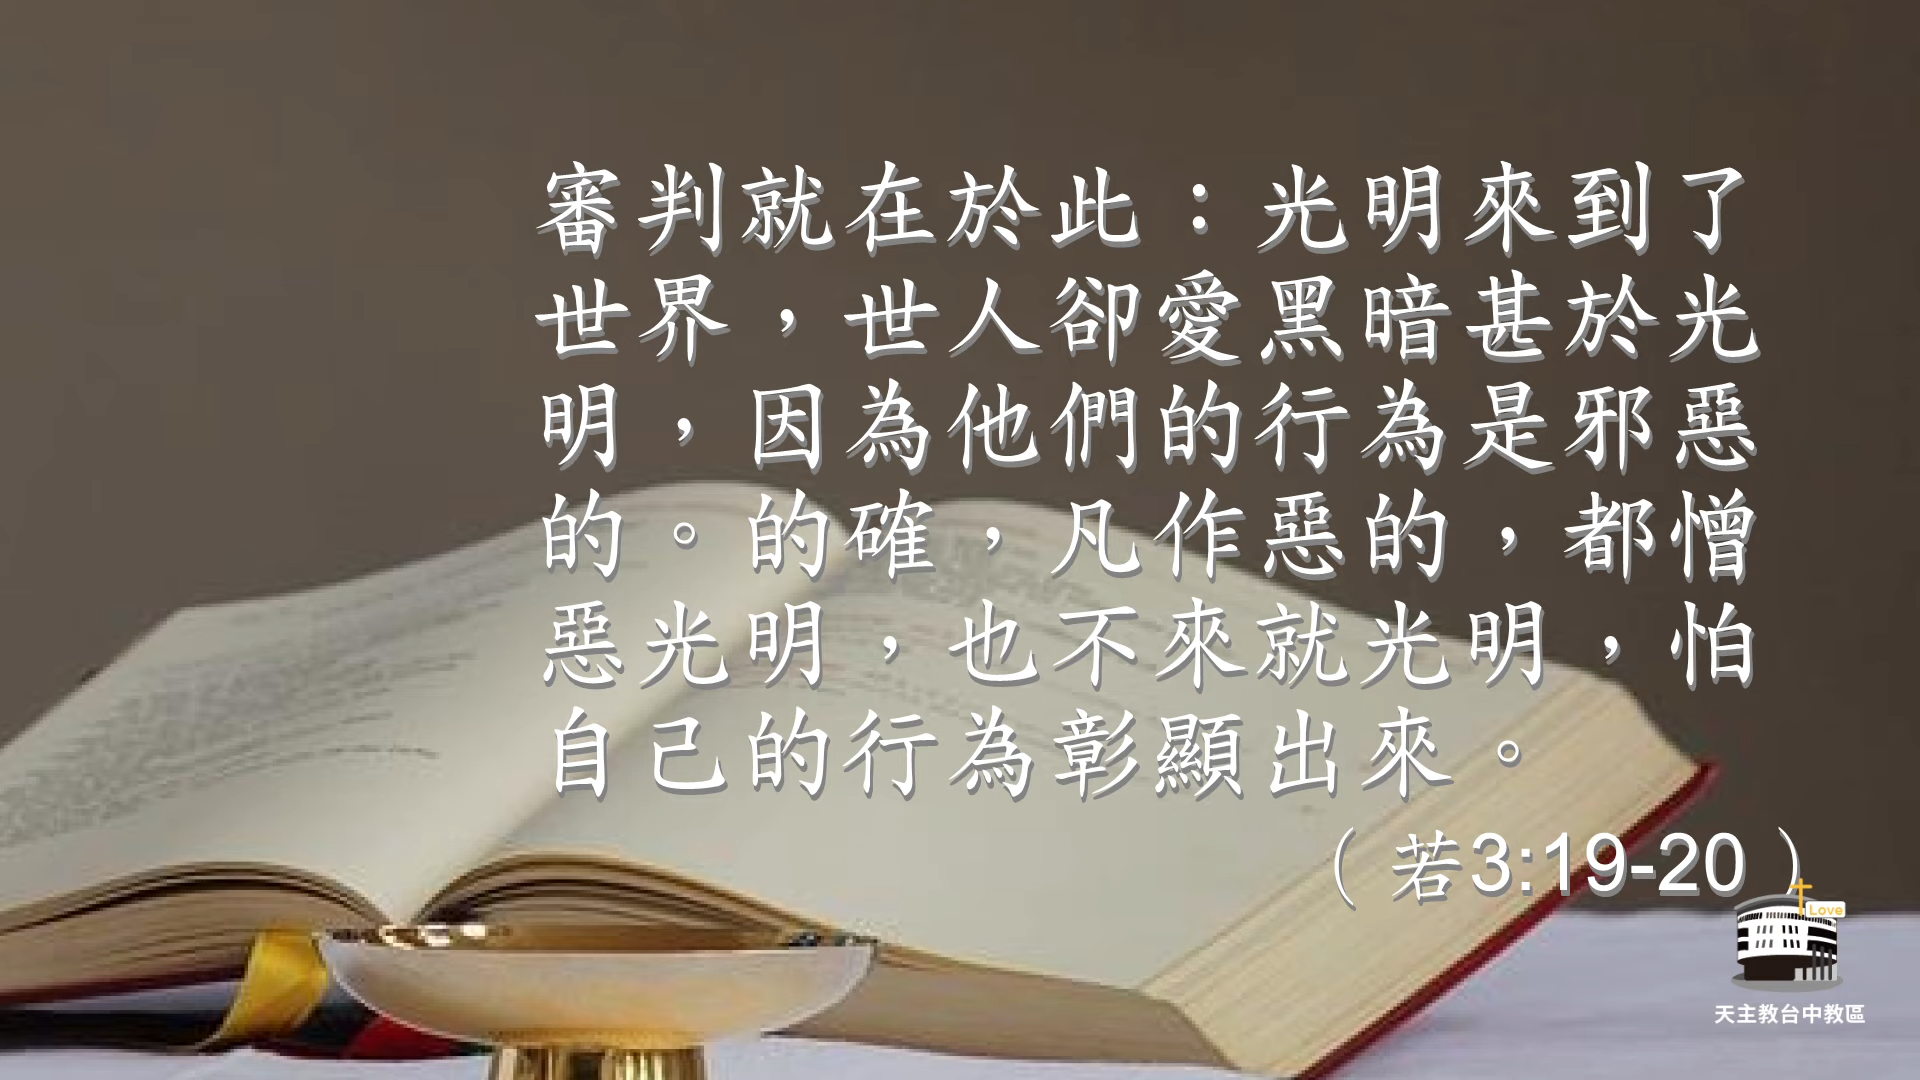 審判就在於此：光明來到了
世界，世人卻愛黑暗甚於光
明，因為他們的行為是邪惡
的。的確，凡作惡的，都憎
惡光明，也不來就光明，怕
自己的行為彰顯出來。
（若3:19-20）
Love
天主教台中教區